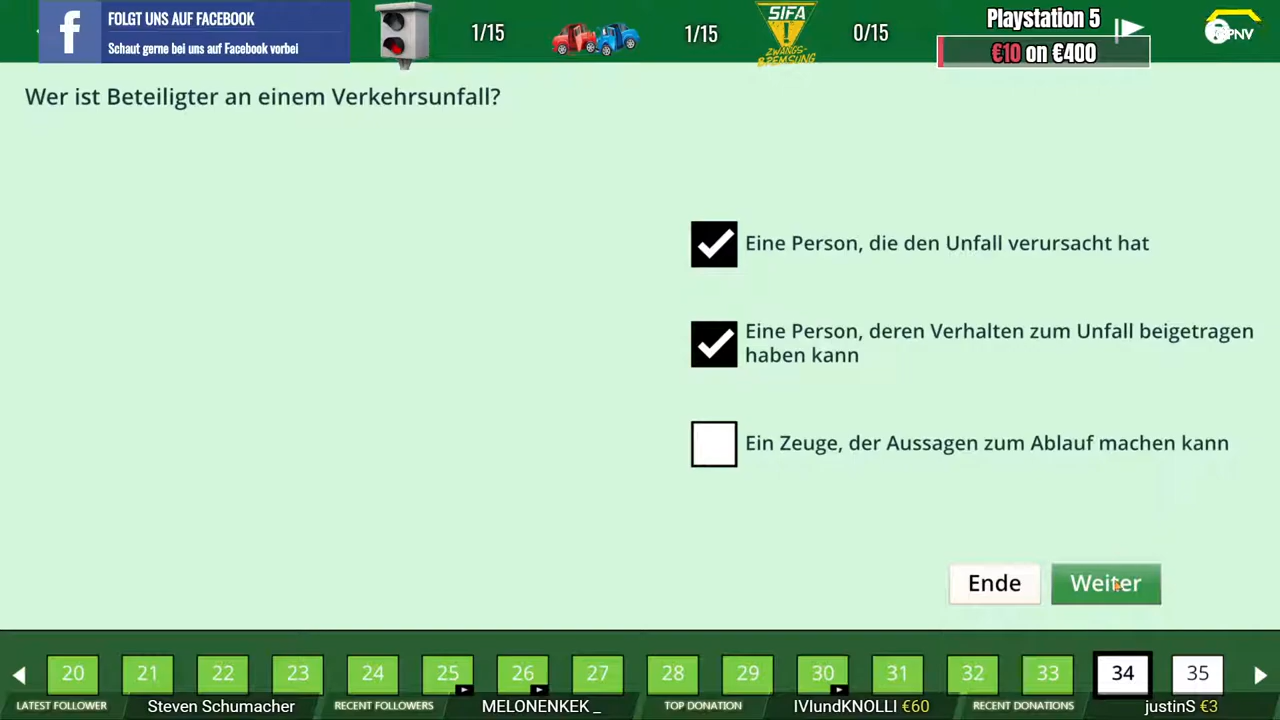 FOLGT UNS AUF FACEBOOK
Schaut gerne bei uns auf Facebook vorbei
1/15
1/15
SIFA
ZWANGS-
BREMSUNG
0/15
Playstation 5
€10 on €400
PNV
Wer ist Beteiligter an einem Verkehrsunfall?
Eine Person, die den Unfall verursacht hat
Eine Person, deren Verhalten zum Unfall beigetragen
haben kann
Ein Zeuge, der Aussagen zum Ablauf machen kann
Ende
Weiter
20 21 22 23 24 25 26 27 28 29 30 31 32 33 34 35
LATEST FOLLOWER Steven Schumacher RECENT FOLLOWERS MELONENKEK _ TOP DONATION IVIundKNOLLI €60 RECENT DONATIONS justinS €3